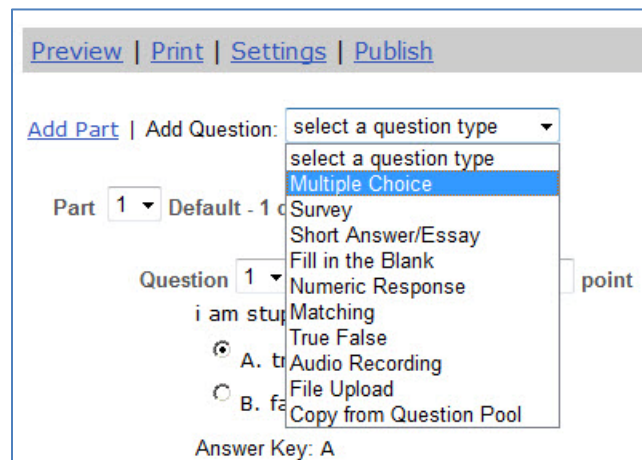 Preview | Print | Settings | Publish
Add Part | Add Question: select a question type
select a question type
Multiple Choice
Part 1 Default - 1
Survey
Short Answer/Essay
Fill in the Blank
Question 1 point
Numeric Response
i am
Matching
True False
A.
Audio Recording
File Upload
B.
Copy from Question Pool
Answer Key: A